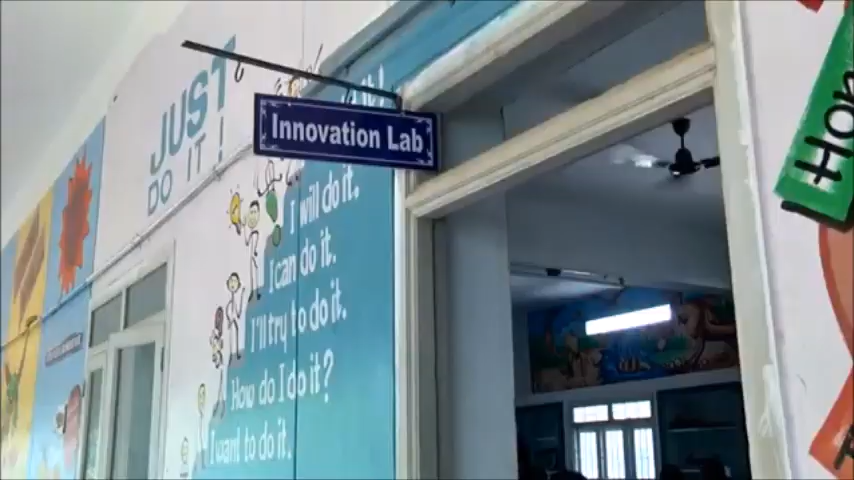 JUST
DO IT!
Innovation Lab
I will do it.
I can do it.
I'll try to do it.
How do I do it?
I want to do it.